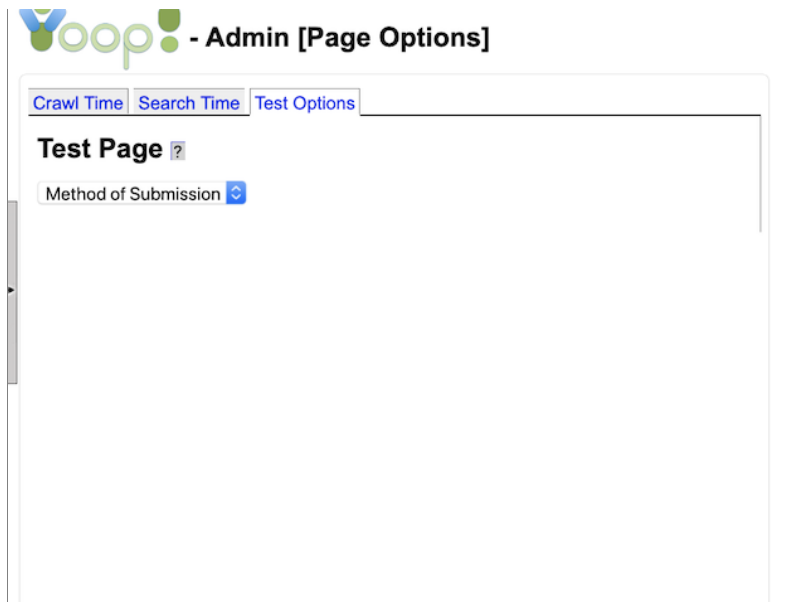 Yoop! - Admin [Page Options]
Crawl Time Search Time Test Options
Test Page ?
Method of Submission